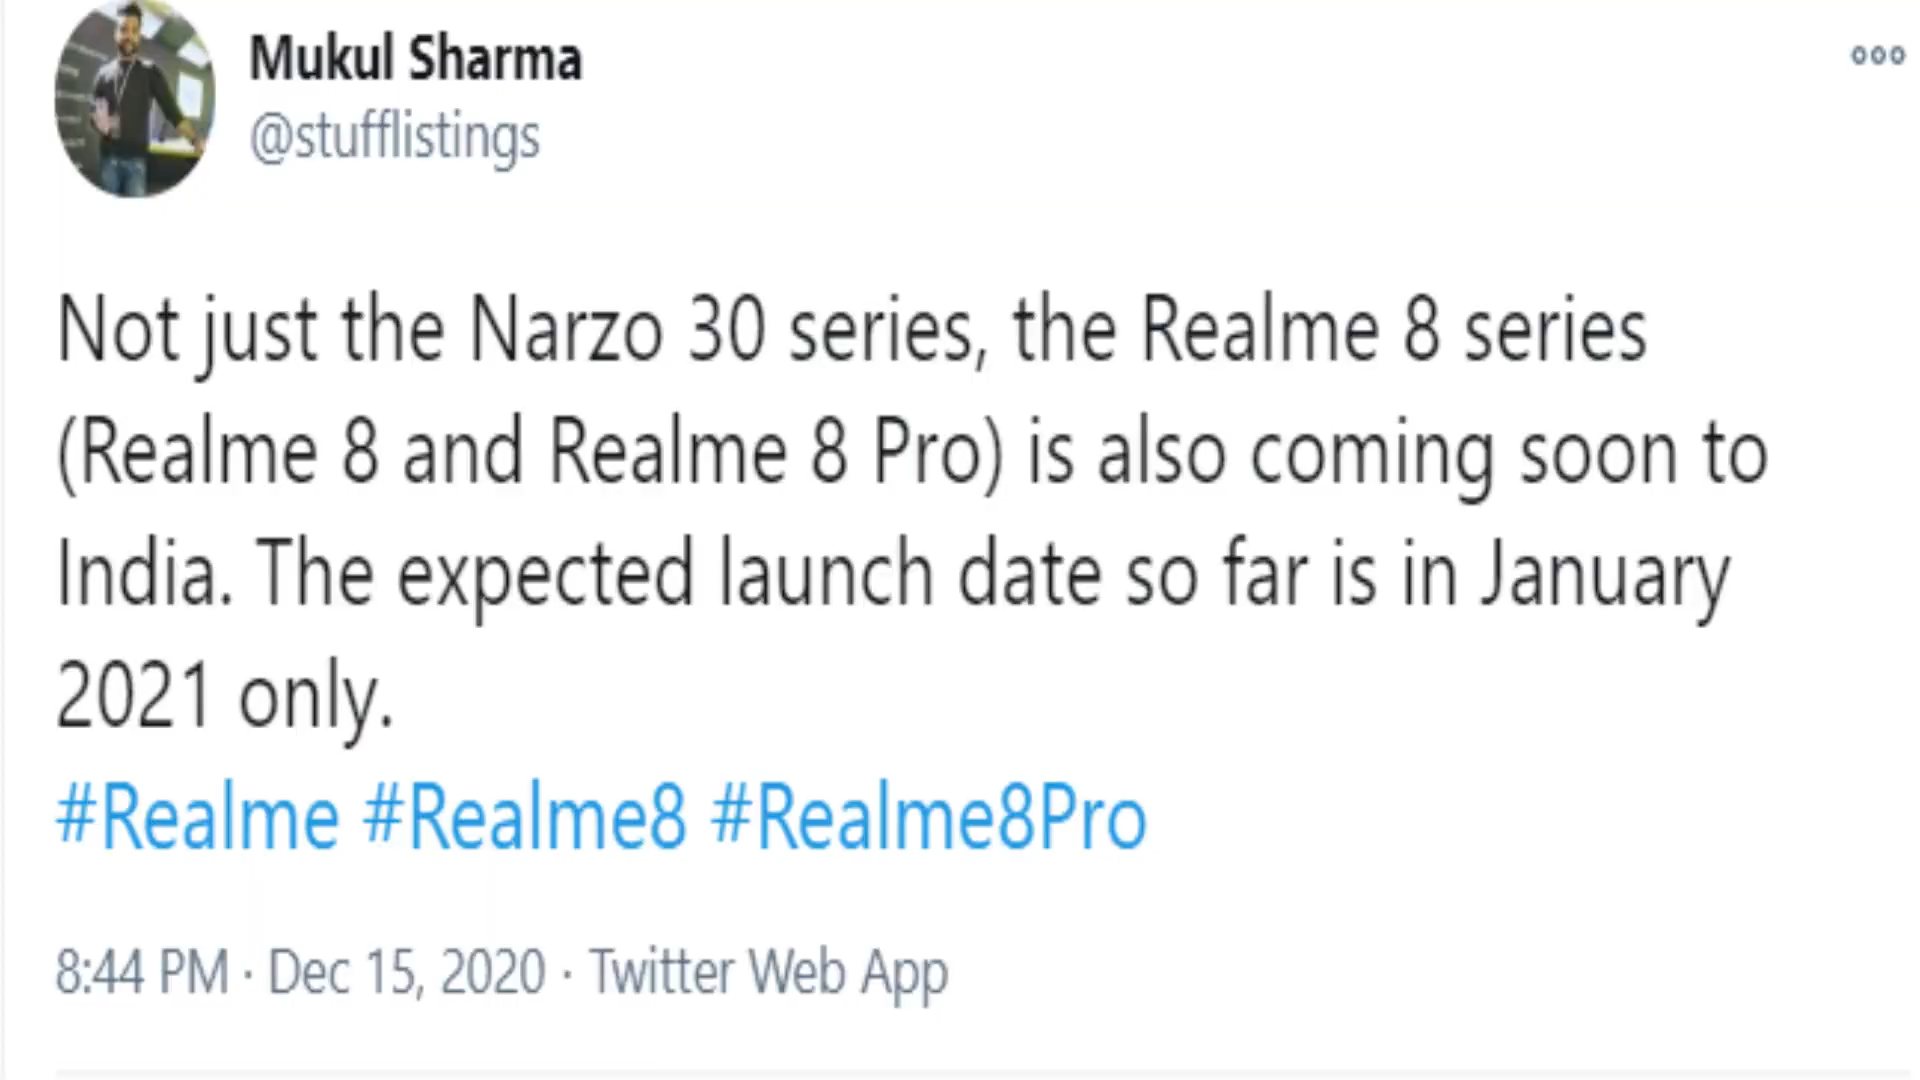 Mukul Sharma
@stufflistings
Not just the Narzo 30 series, the Realme 8 series
(Realme 8 and Realme 8 Pro) is also coming soon to
India. The expected launch date so far is in January
2021 only.
#Realme #Realme8 #Realme8Pro
8:44 PM · Dec 15, 2020 · Twitter Web App